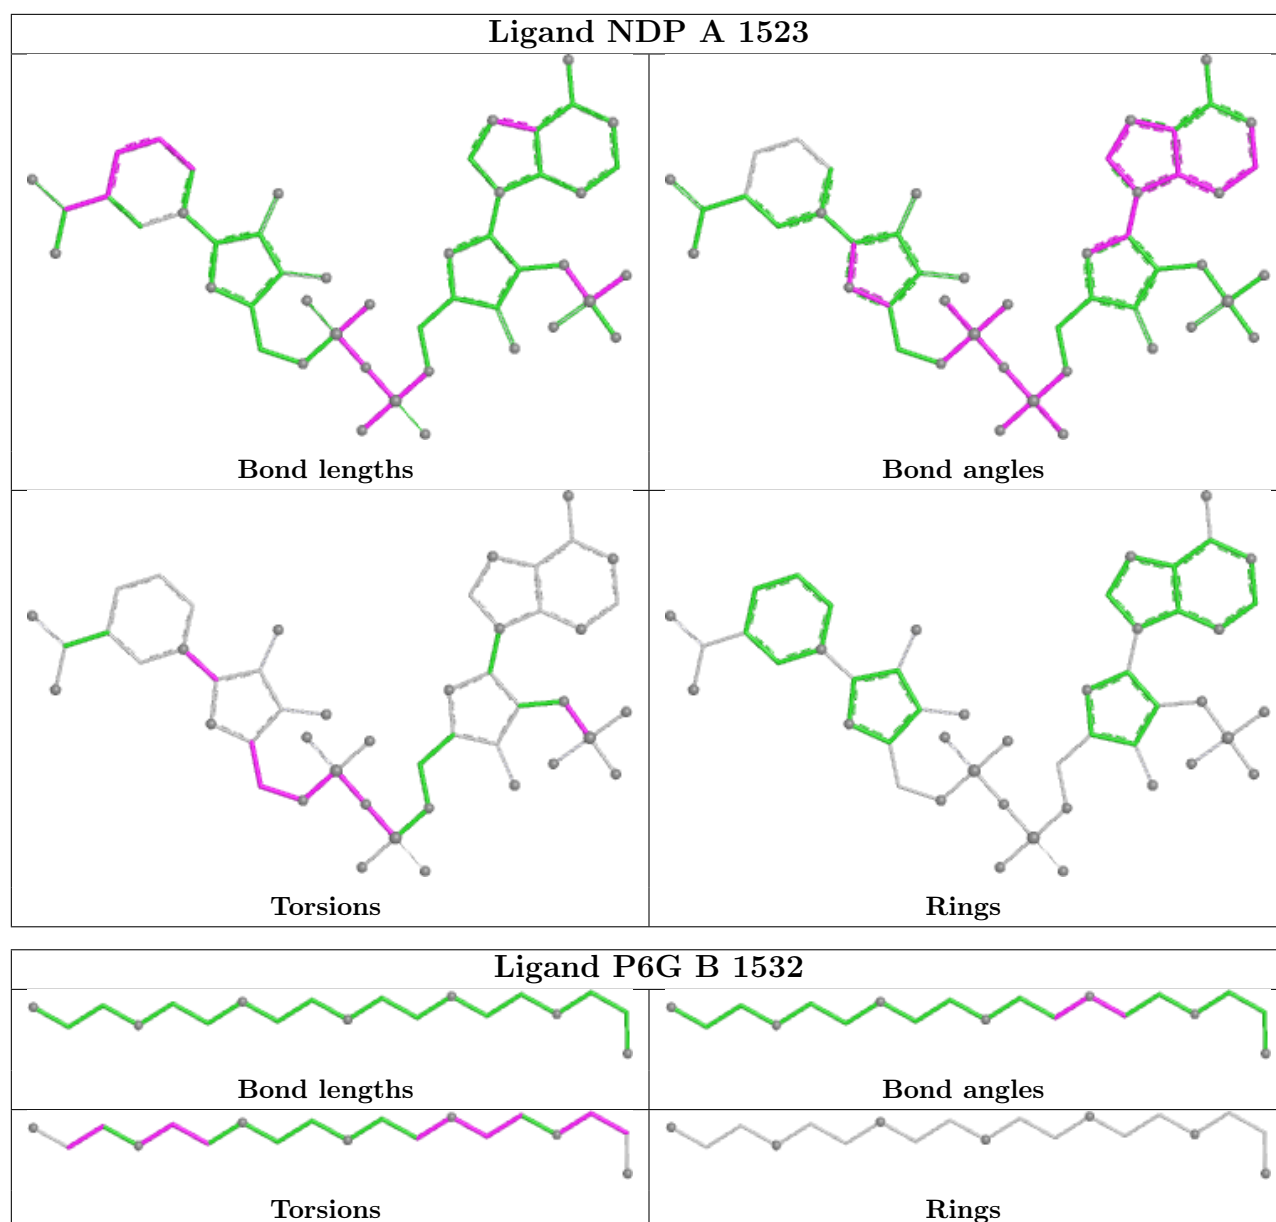 Ligand NDP A 1523
Bond lengths
Bond angles
Torsions
Rings
Ligand P6G B 1532
Bond lengths
Bond angles
Torsions
Rings